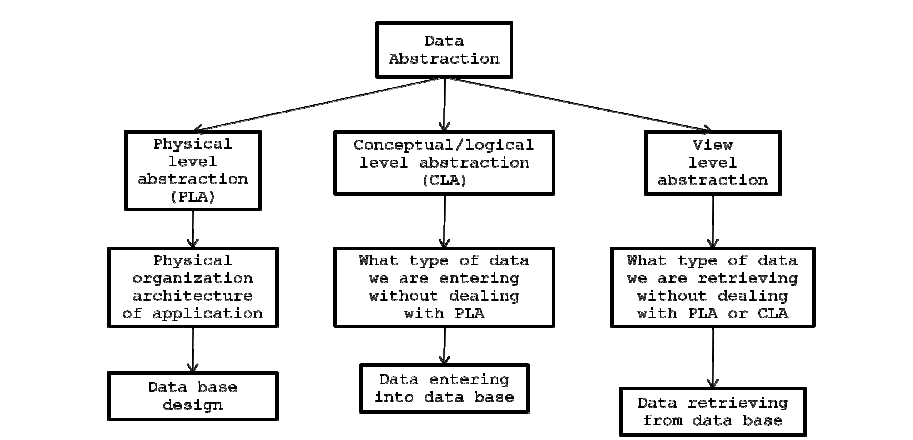 Data
Abstraction
Physical
level
abstraction
(PLA)
Conceptual/logical
level abstraction
(CLA)
View
level
abstraction
Physical
organization
architecture
of application
What type of data
we are entering
without dealing
with PLA
What type of data
we are retrieving
without dealing
with PLA or CLA
Data base
design
Data entering
into data base
Data retrieving
from data base